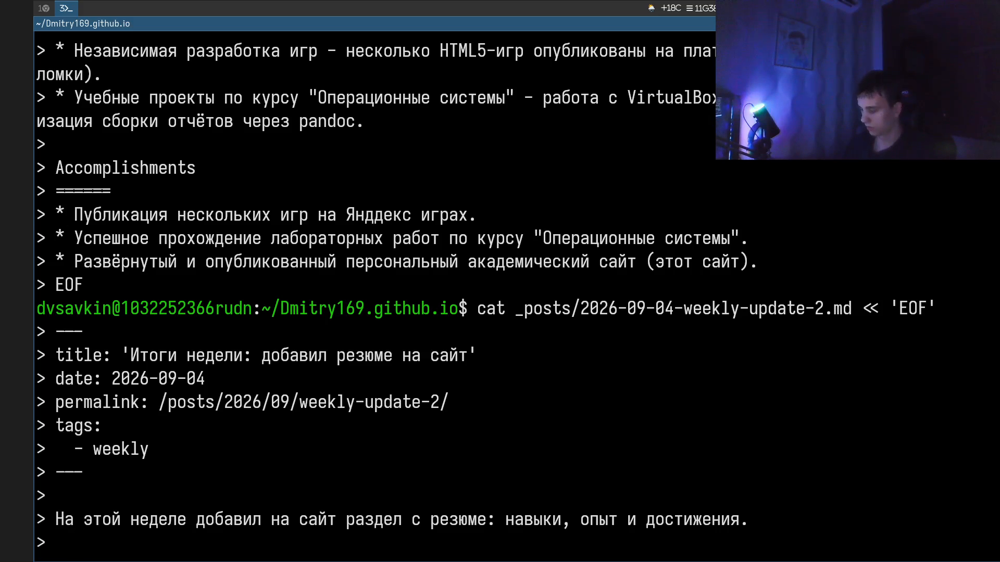 1
3>_
+18C
11G38
~/Dmitry169.github.io
> * Независимая разработка игр - несколько HTML5-игр опубликованы на плат
ломки).
> * Учебные проекты по курсу "Операционные системы" - работа с VirtualBox
изация сборки отчётов через pandoc.
>
> Accomplishments
> ======
> * Публикация нескольких игр на Янддекс играх.
> * Успешное прохождение лабораторных работ по курсу "Операционные системы".
> * Развёрнутый и опубликованный персональный академический сайт (этот сайт).
> EOF
dvsavkin@1032252366rudn:~/Dmitry169.github.io$ cat _posts/2026-09-04-weekly-update-2.md << 'EOF'
> ---
> title: 'Итоги недели: добавил резюме на сайт'
> date: 2026-09-04
> permalink: /posts/2026/09/weekly-update-2/
> tags:
>   - weekly
> ---
>
> На этой неделе добавил на сайт раздел с резюме: навыки, опыт и достижения.
>